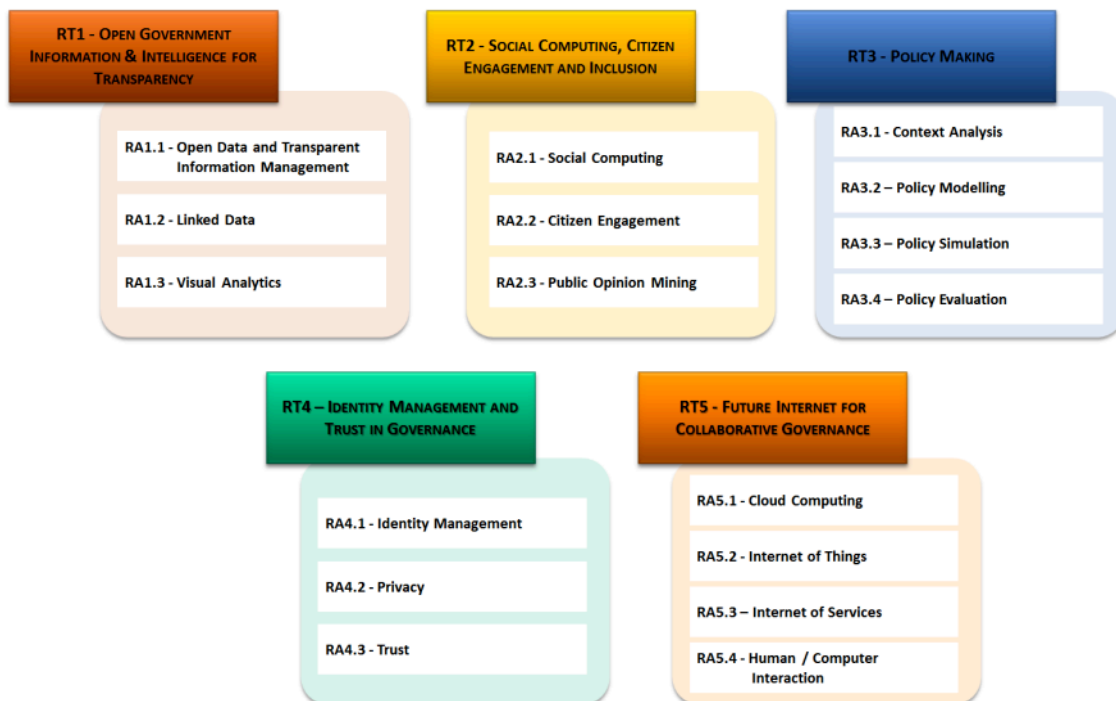 RT1 - Open Government
Information & Intelligence for
Transparency
RA1.1 - Open Data and Transparent
Information Management
RA1.2 - Linked Data
RA1.3 - Visual Analytics
RT2 - Social Computing, Citizen
Engagement and Inclusion
RA2.1 - Social Computing
RA2.2 - Citizen Engagement
RA2.3 - Public Opinion Mining
RT3 - Policy Making
RA3.1 - Context Analysis
RA3.2 – Policy Modelling
RA3.3 – Policy Simulation
RA3.4 – Policy Evaluation
RT4 – Identity Management and
Trust in Governance
RA4.1 - Identity Management
RA4.2 - Privacy
RA4.3 - Trust
RT5 - Future Internet for
Collaborative Governance
RA5.1 - Cloud Computing
RA5.2 - Internet of Things
RA5.3 – Internet of Services
RA5.4 - Human / Computer
Interaction